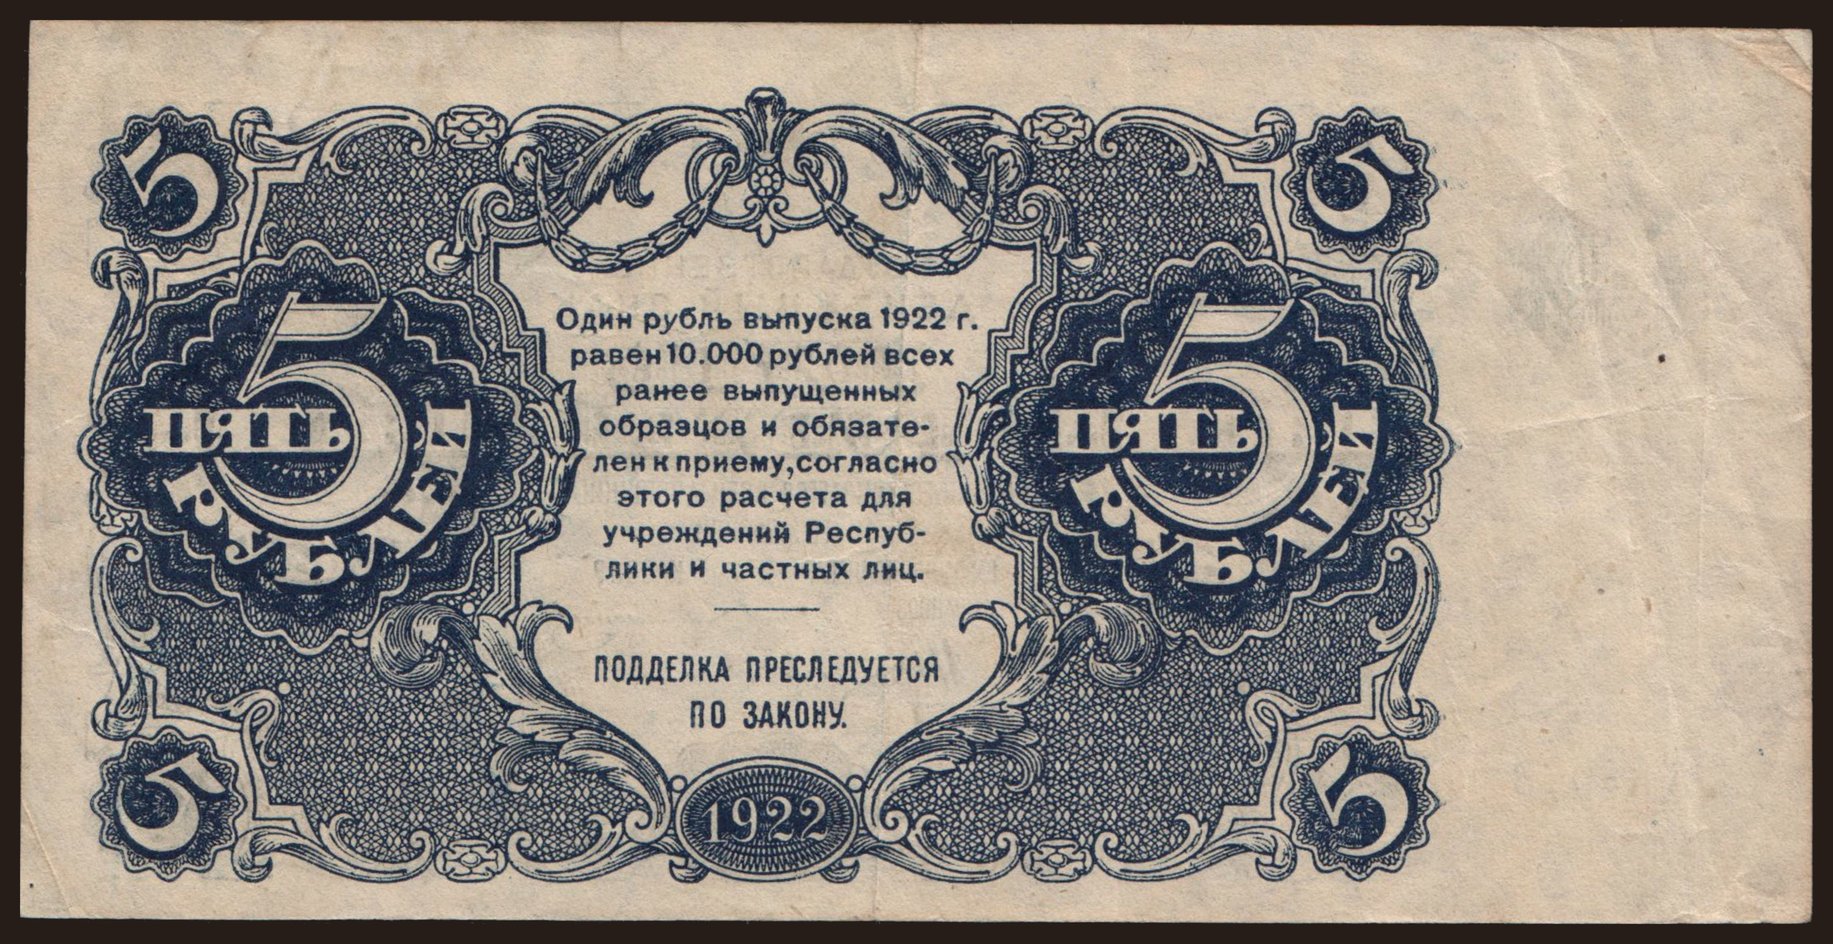 5
5
Один рубль выпуска 1922 г.
равен 10.000 рублей всех
ранее выпущенных
образцов и обязате-
лен к приему, согласно
этого расчета для
учреждений Респуб-
лики и частных лиц.
5
ПЯТЬ
РУБЛЕЙ
5
ПЯТЬ
РУБЛЕЙ
ПОДДЕЛКА ПРЕСЛЕДУЕТСЯ
ПО ЗАКОНУ.
5
1922
5